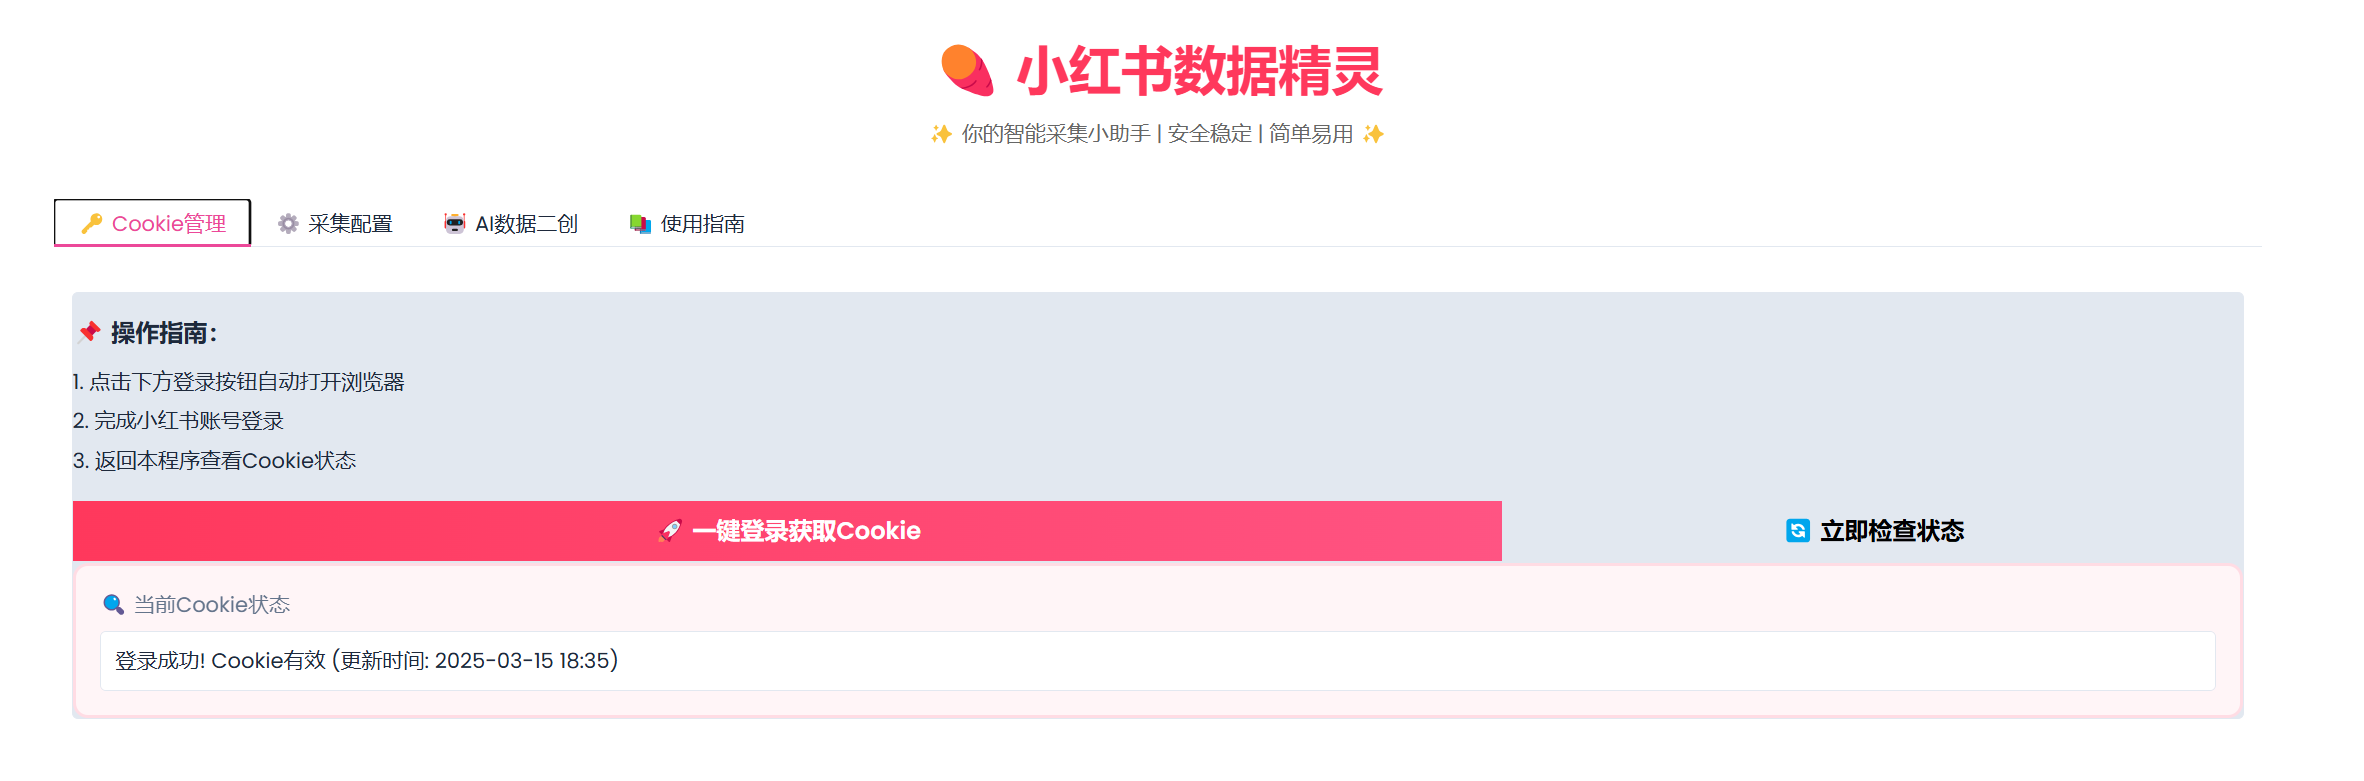 🍠 小红书数据精灵
✨ 你的智能采集小助手 | 安全稳定 | 简单易用 ✨
🔑 Cookie管理 ⚙️ 采集配置 🤖 AI数据二创 📚 使用指南
📌 操作指南：
1. 点击下方登录按钮自动打开浏览器
2. 完成小红书账号登录
3. 返回本程序查看Cookie状态
🚀 一键登录获取Cookie 🔄 立即检查状态
🔍 当前Cookie状态
登录成功! Cookie有效 (更新时间: 2025-03-15 18:35)